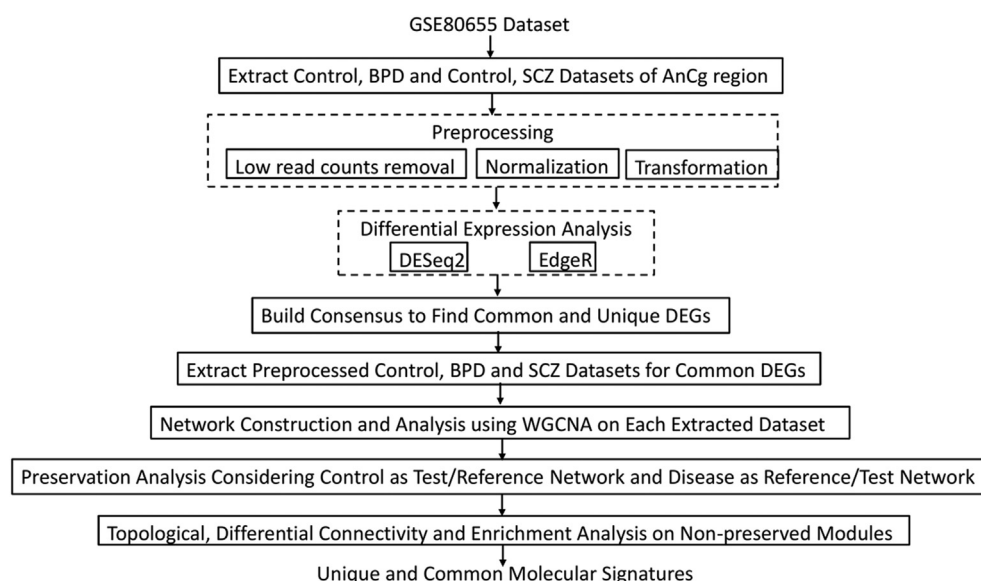 GSE80655 Dataset
Extract Control, BPD and Control, SCZ Datasets of AnCg region
Preprocessing
Low read counts removal Normalization Transformation
Differential Expression Analysis
DESeq2 EdgeR
Build Consensus to Find Common and Unique DEGs
Extract Preprocessed Control, BPD and SCZ Datasets for Common DEGs
Network Construction and Analysis using WGCNA on Each Extracted Dataset
Preservation Analysis Considering Control as Test/Reference Network and Disease as Reference/Test Network
Topological, Differential Connectivity and Enrichment Analysis on Non-preserved Modules
Unique and Common Molecular Signatures